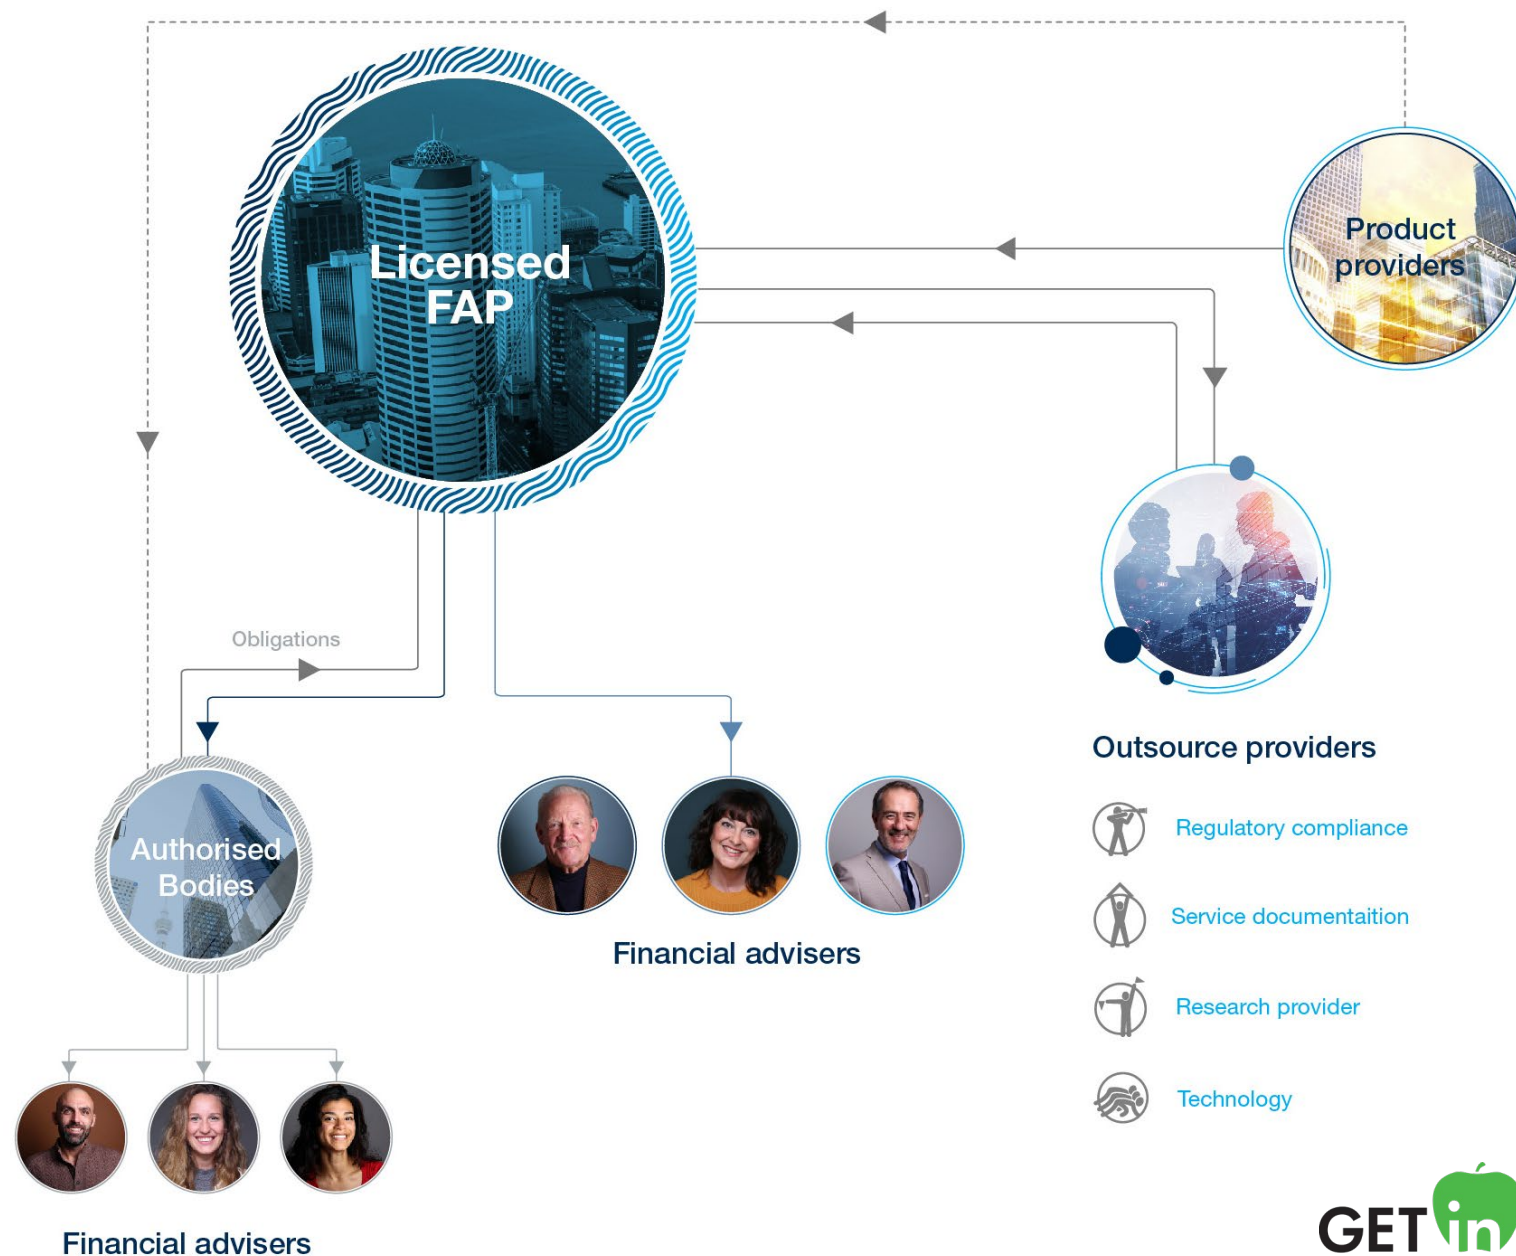 Licensed
FAP
Product
providers
Obligations
Outsource providers
Authorised
Bodies
Regulatory compliance
Service documentaition
Financial advisers
Research provider
Technology
Financial advisers
GET in